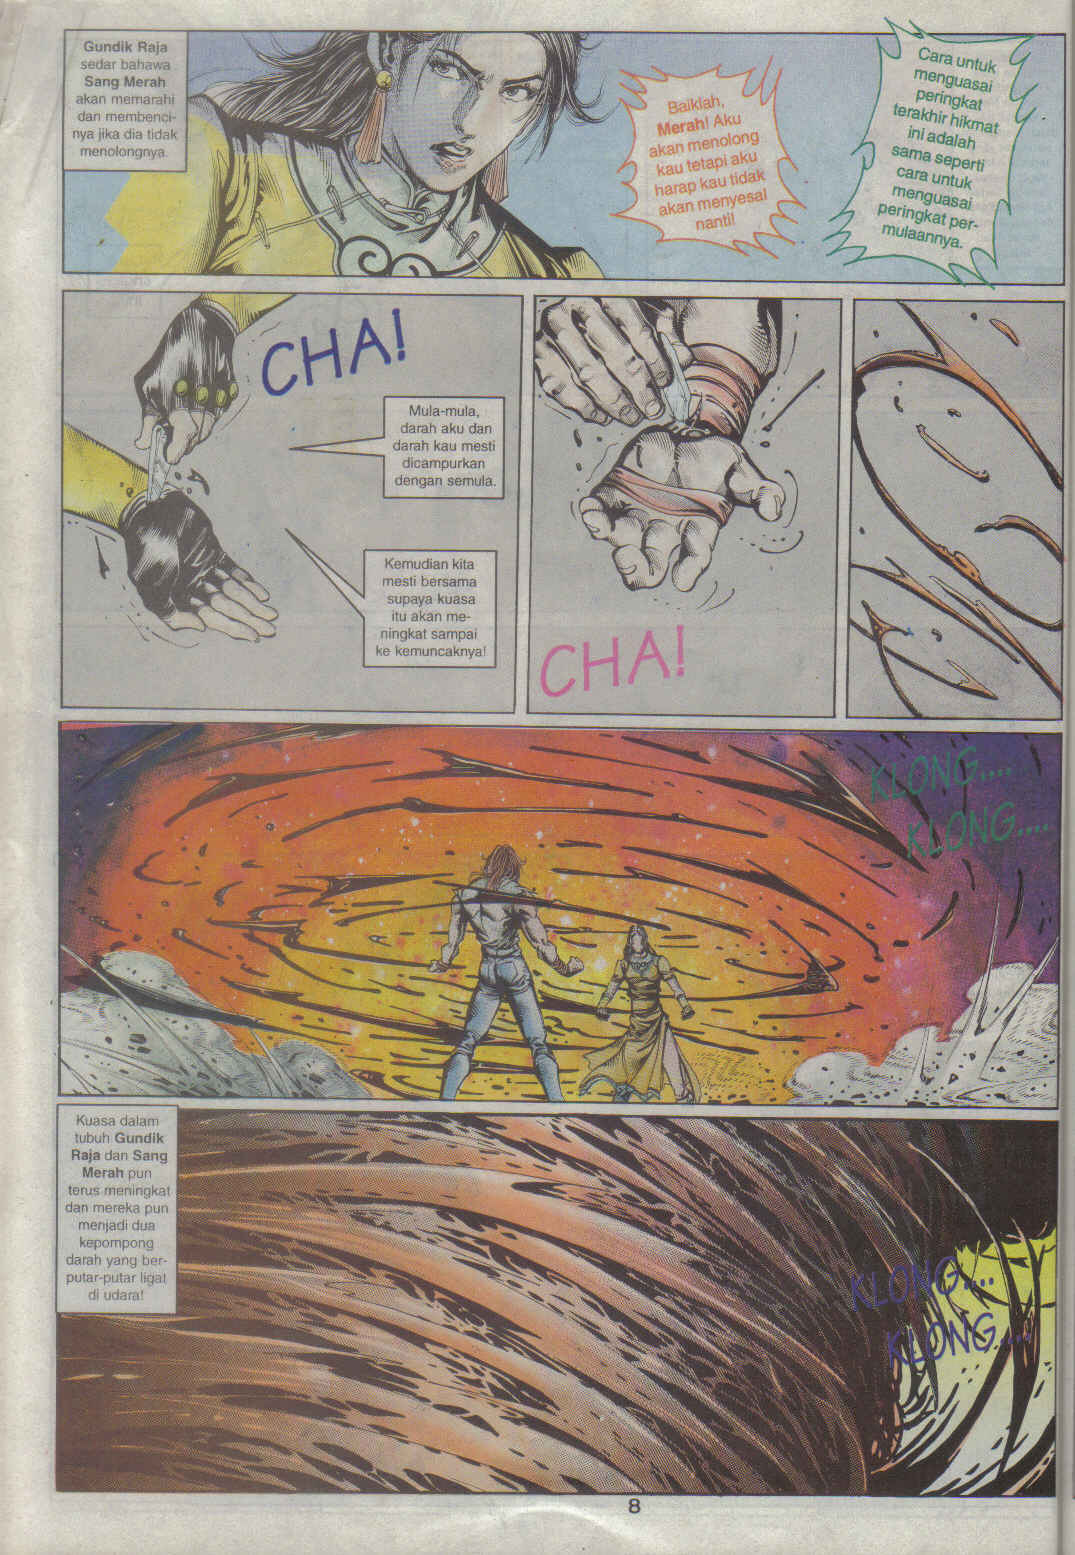 Gundik Raja
sedar bahawa
Sang Merah
akan memarahi
dan membenci-
nya jika dia tidak
menolongnya.
Baiklah,
Merah! Aku
akan menolong
kau tetapi aku
harap kau tidak
akan menyesal
nanti!
Cara untuk
menguasai
peringkat
terakhir hikmat
ini adalah
sama seperti
cara untuk
menguasai
peringkat per-
mulaannya.
CHA!
Mula-mula,
darah aku dan
darah kau mesti
dicampurkan
dengan semula.
Kemudian kita
mesti bersama
supaya kuasa
itu akan me-
ningkat sampai
ke kemuncaknya!
CHA!
KLONG....
KLONG....
Kuasa dalam
tubuh Gundik
Raja dan Sang
Merah pun
terus meningkat
dan mereka pun
menjadi dua
kepompong
darah yang ber-
putar-putar ligat
di udara!
KLONG....
KLONG....
8